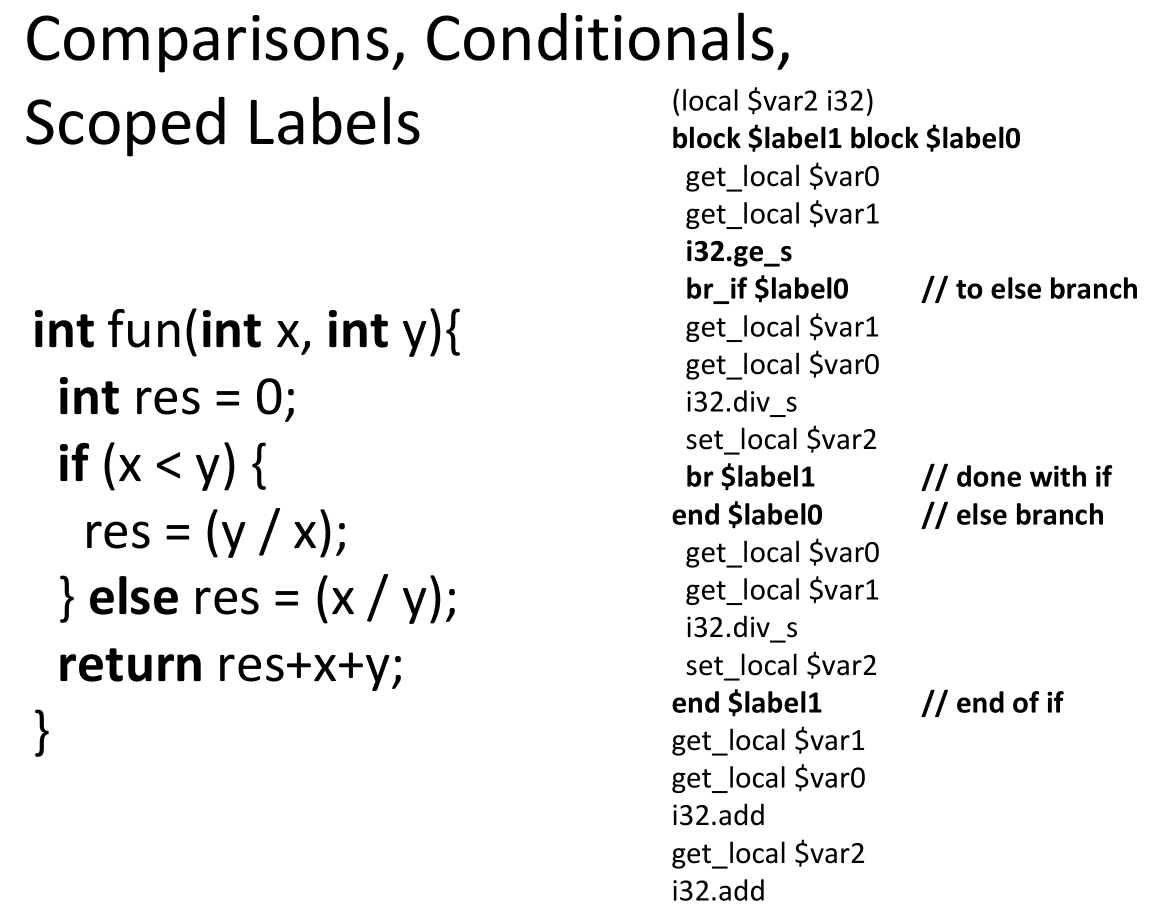 Comparisons, Conditionals,
Scoped Labels
int fun(int x, int y){
int res = 0;
if (x < y) {
res = (y / x);
} else res = (x / y);
return res+x+y;
}
(local $var2 i32)
block $label1 block $label0
get_local $var0
get_local $var1
i32.ge_s
br_if $label0 // to else branch
get_local $var1
get_local $var0
i32.div_s
set_local $var2
br $label1 // done with if
end $label0 // else branch
get_local $var0
get_local $var1
i32.div_s
set_local $var2
end $label1 // end of if
get_local $var1
get_local $var0
i32.add
get_local $var2
i32.add